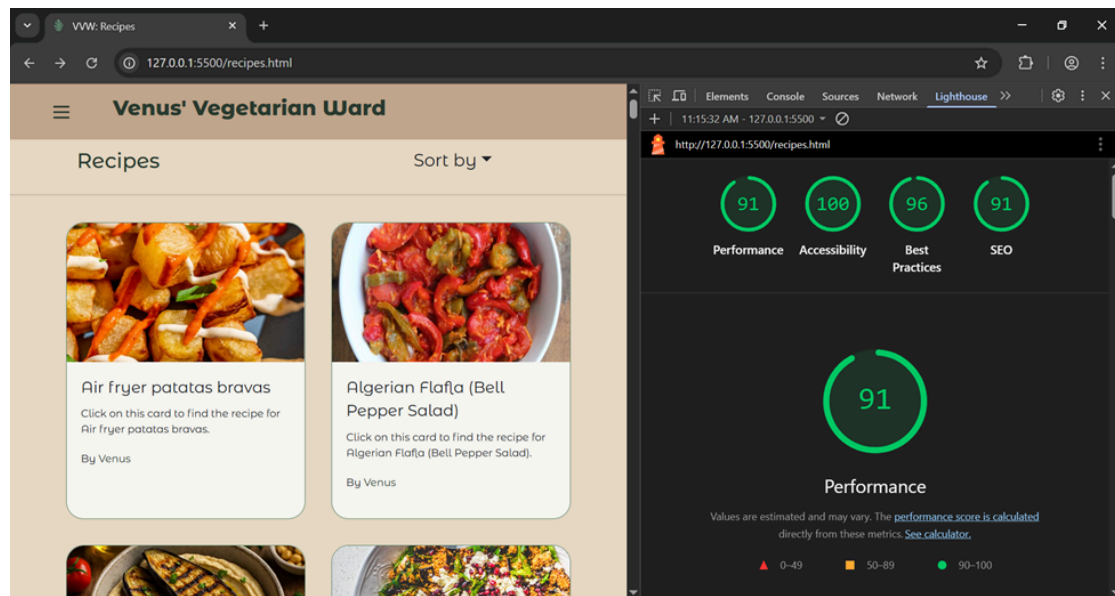 VVW: Recipes
127.0.0.1:5500/recipes.html
Venus' Vegetarian Ward
Recipes
Sort by
Air fryer patatas bravas
Click on this card to find the recipe for
Air fryer patatas bravas.
By Venus
Algerian Flafla (Bell
Pepper Salad)
Click on this card to find the recipe for
Algerian Flafla (Bell Pepper Salad).
By Venus
Elements Console Sources Network Lighthouse
11:15:32 AM - 127.0.0.1:5500
http://127.0.0.1:5500/recipes.html
91 100 96 91
Performance Accessibility Best
Practices SEO
91
Performance
Values are estimated and may vary. The performance score is calculated
directly from these metrics. See calculator.
0–49 50–89 90–100